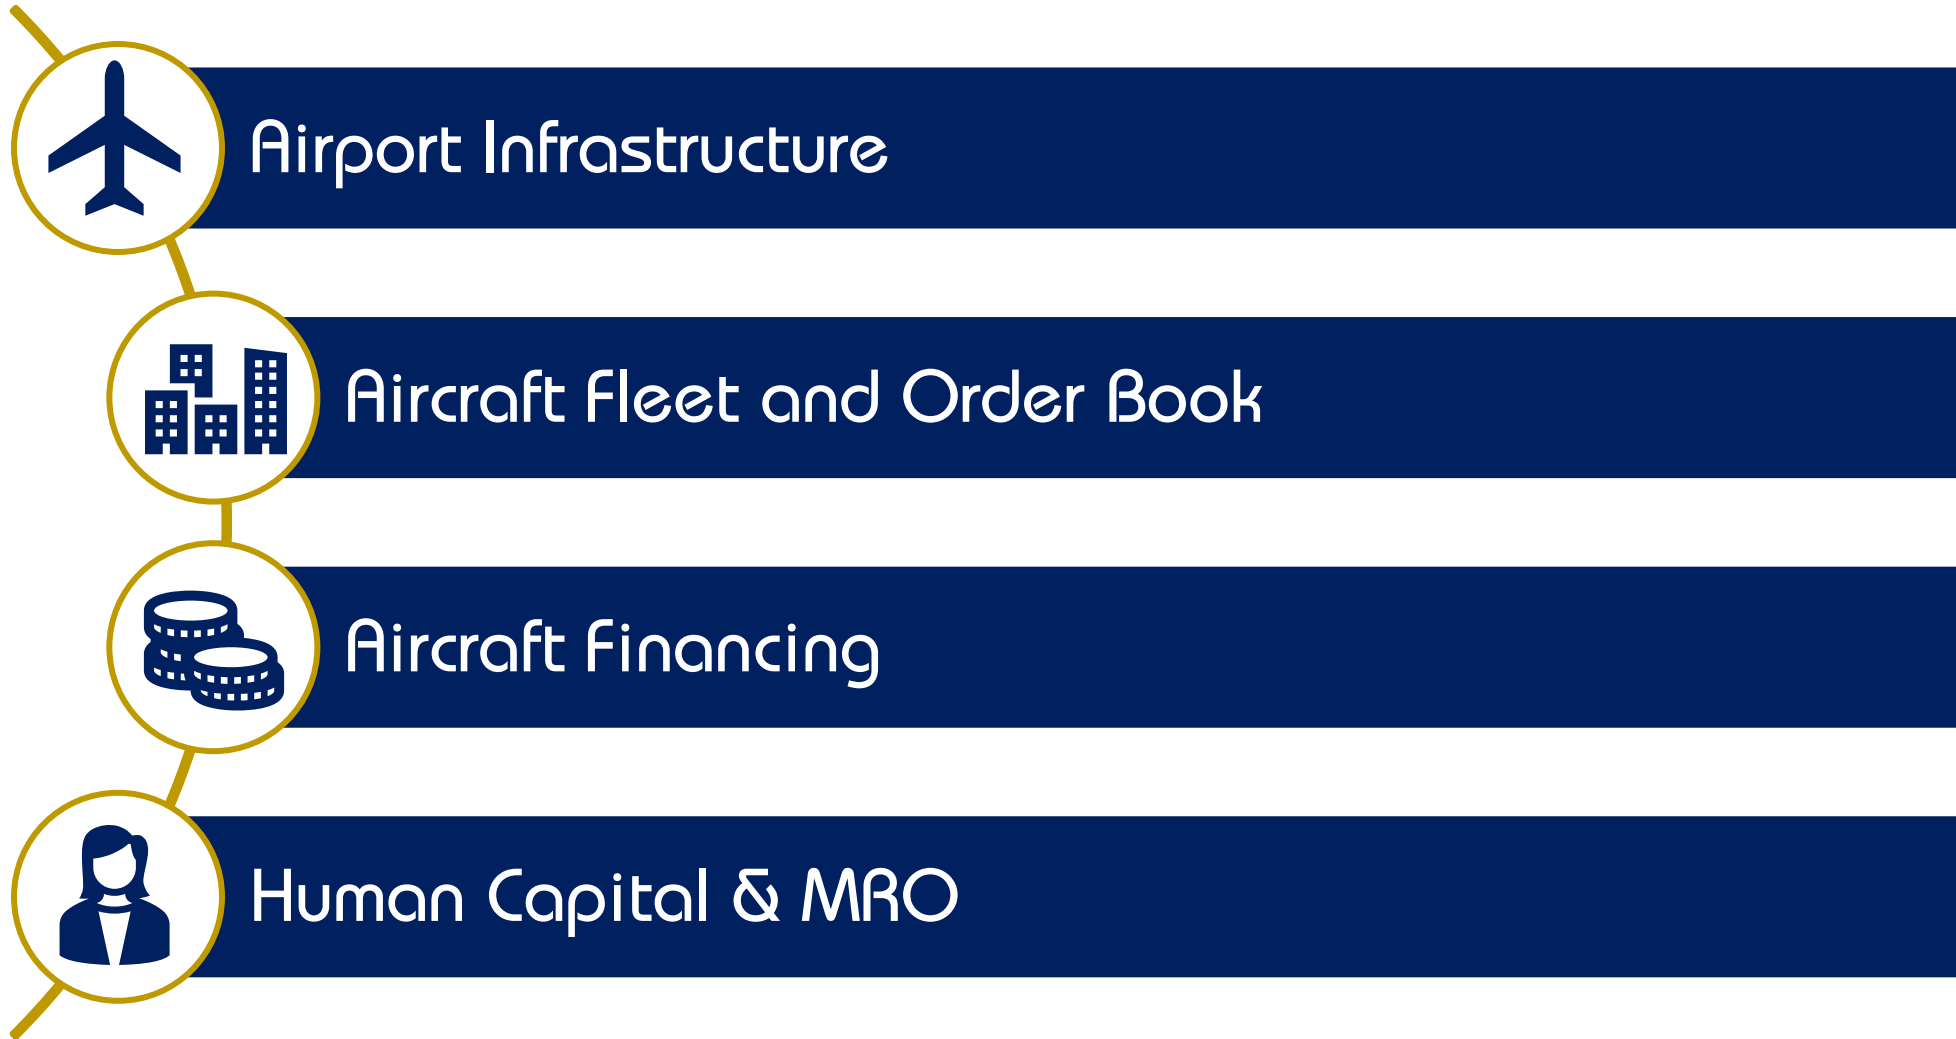 Airport Infrastructure
Aircraft Fleet and Order Book
Aircraft Financing
Human Capital & MRO